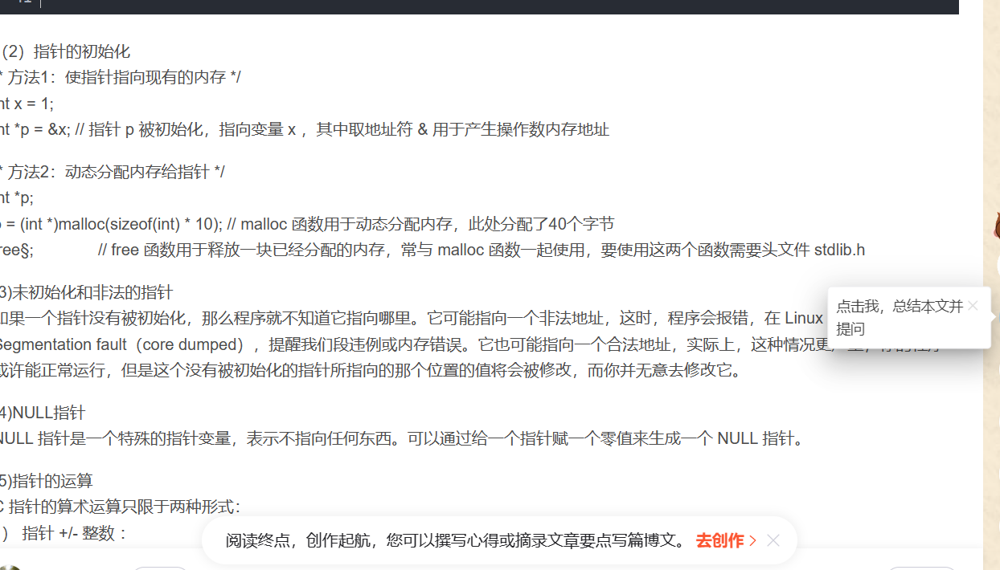 （2）指针的初始化
* 方法1：使指针指向现有的内存 */
nt x = 1;
nt *p = &x; // 指针 p 被初始化，指向变量 x ，其中取地址符 & 用于产生操作数内存地址
* 方法2：动态分配内存给指针 */
nt *p;
= (int *)malloc(sizeof(int) * 10); // malloc 函数用于动态分配内存，此处分配了40个字节
ree§; // free 函数用于释放一块已经分配的内存，常与 malloc 函数一起使用，要使用这两个函数需要头文件 stdlib.h
3)未初始化和非法的指针
如果一个指针没有被初始化，那么程序就不知道它指向哪里。它可能指向一个非法地址，这时，程序会报错，在 Linux
Segmentation fault（core dumped），提醒我们段违例或内存错误。它也可能指向一个合法地址，实际上，这种情况更
或许能正常运行，但是这个没有被初始化的指针所指向的那个位置的值将会被修改，而你并无意去修改它。
点击我，总结本文并
提问
4)NULL指针
NULL 指针是一个特殊的指针变量，表示不指向任何东西。可以通过给一个指针赋一个零值来生成一个 NULL 指针。
5)指针的运算
C 指针的算术运算只限于两种形式：
） 指针 +/- 整数 ：
阅读终点，创作起航，您可以撰写心得或摘录文章要点写篇博文。 去创作